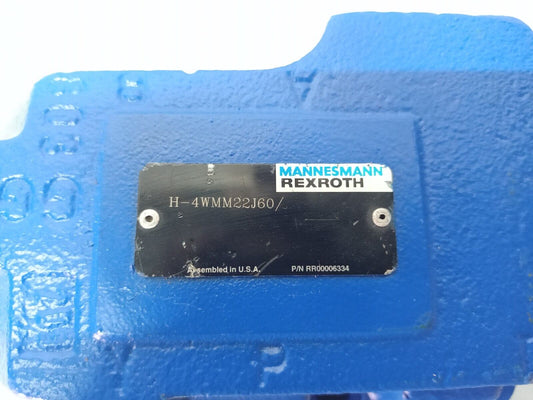 MANNESMANN
REXROTH
H-4WMM22J60/
Assembled in U.S.A. P/N RR00006334